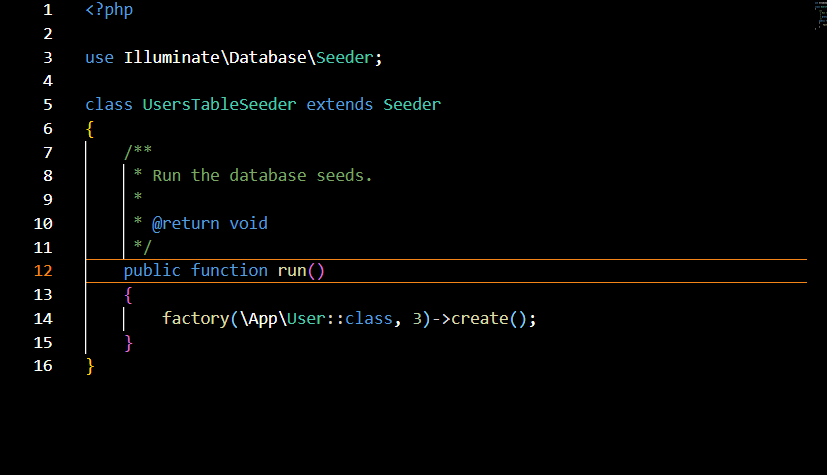 1 <?php
2
3 use Illuminate\Database\Seeder;
4
5 class UsersTableSeeder extends Seeder
6 {
7     /**
8      * Run the database seeds.
9      *
10      * @return void
11      */
12     public function run()
13     {
14         factory(\App\User::class, 3)->create();
15     }
16 }